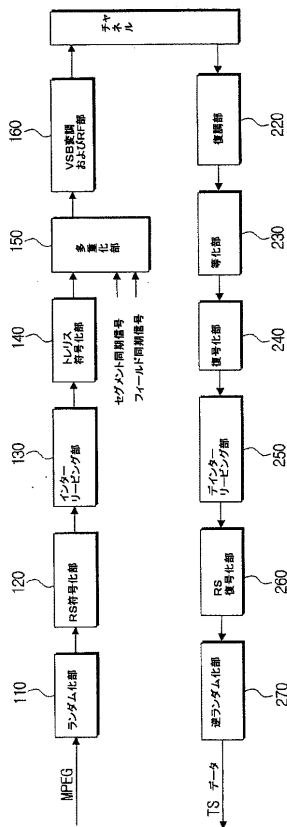 MPEG
110
ランダム化部
120
RS符号化部
130
インター
リービング部
140
トレリス
符号化部
セグメント同期信号
フィールド同期信号
150
多重
化部
160
VSB変調
およびRF部
チャ
ネル
220
復調部
230
等化部
240
復号化部
250
デインター
リービング部
260
RS
復号化部
270
逆ランダム化部
TS データ